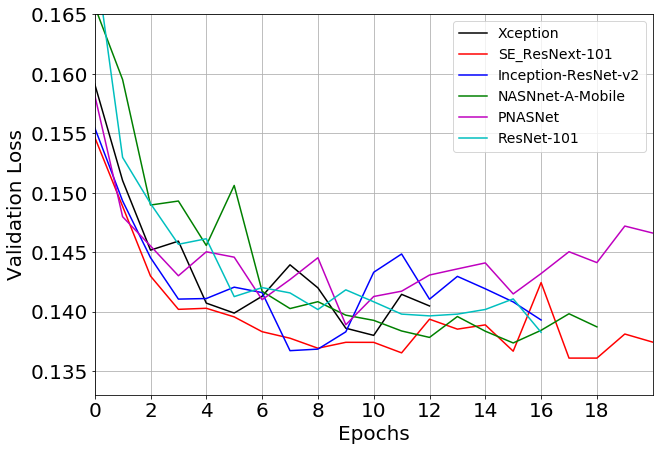 0.165
0.160
0.155
0.150
0.145
0.140
0.135
Validation Loss
0 2 4 6 8 10 12 14 16 18
Epochs
Xception
SE_ResNext-101
Inception-ResNet-v2
NASNnet-A-Mobile
PNASNet
ResNet-101